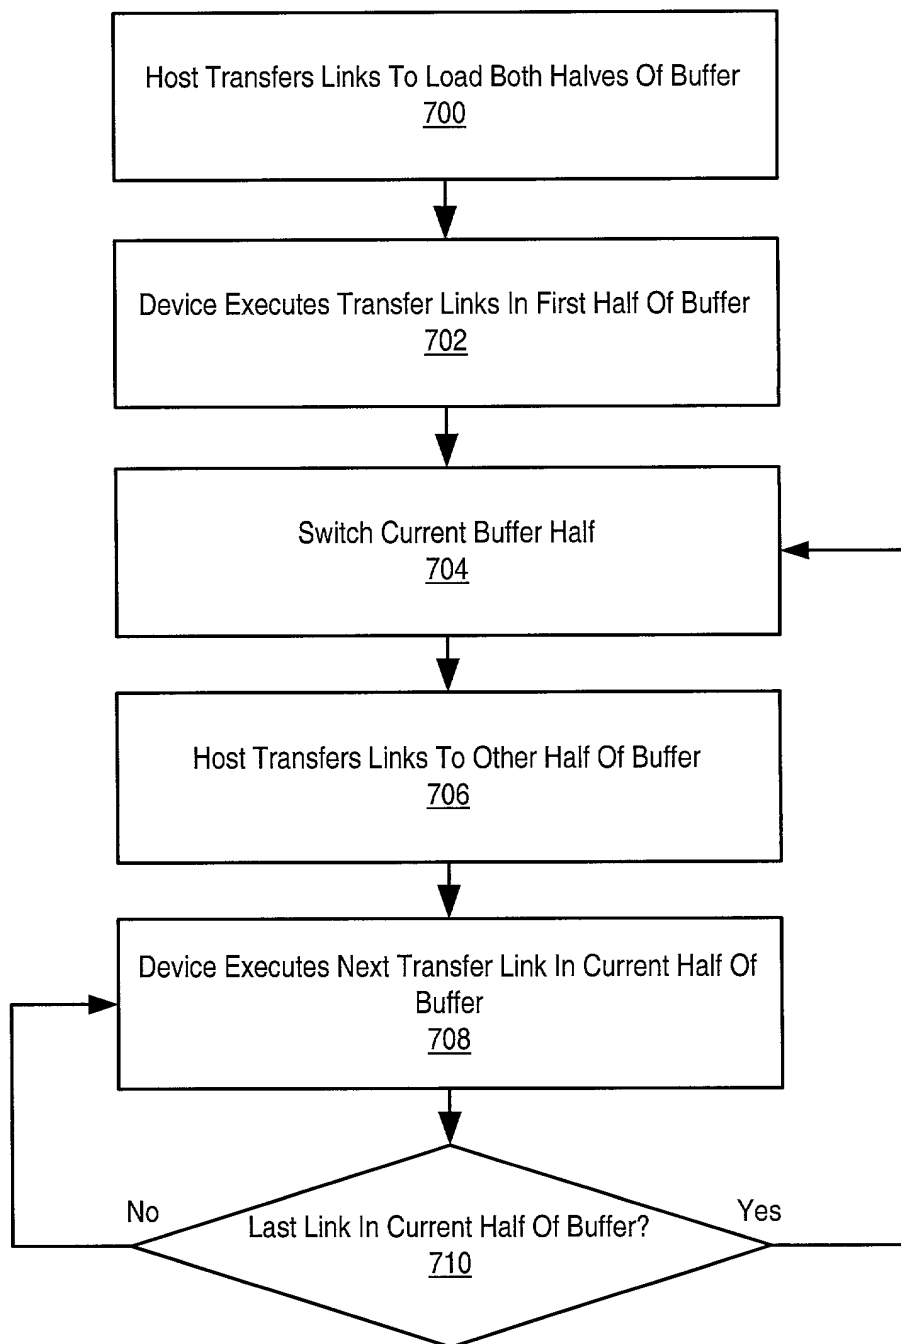 Host Transfers Links To Load Both Halves Of Buffer
700
Device Executes Transfer Links In First Half Of Buffer
702
Switch Current Buffer Half
704
Host Transfers Links To Other Half Of Buffer
706
Device Executes Next Transfer Link In Current Half Of
Buffer
708
No
Yes
Last Link In Current Half Of Buffer?
710